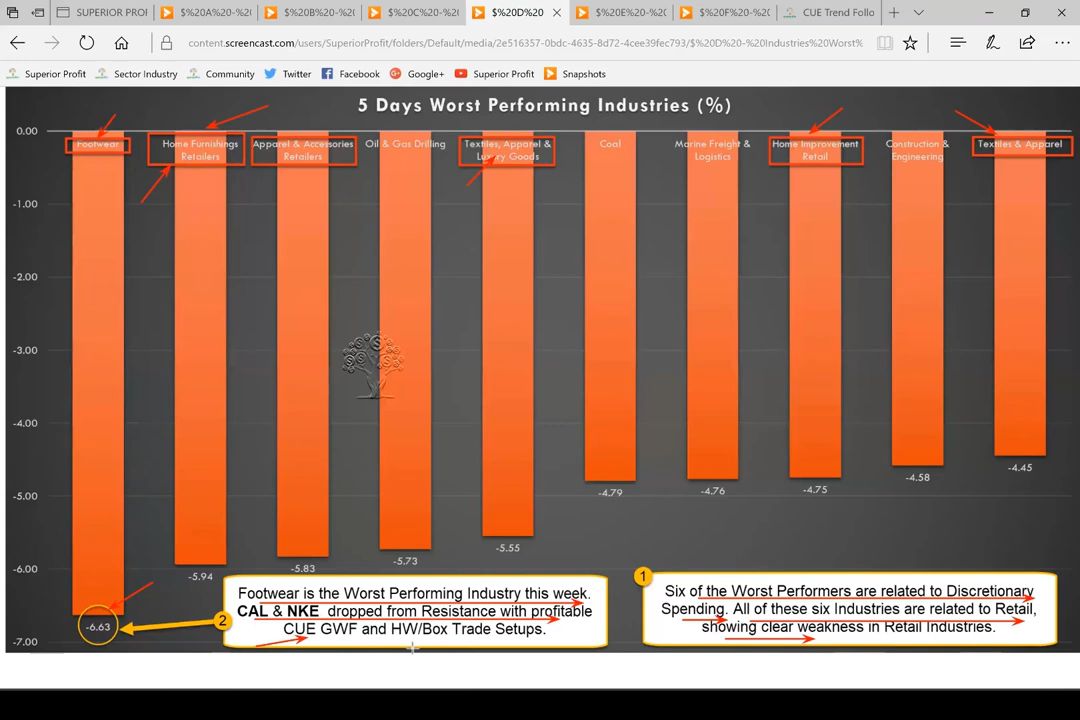 SUPERIOR PROF
$%20A%20-%2
$%20B%20-%20
$%20C%20-%20
$%20D%20
$%20E%20-%20
$%20F%20-%20
CUE Trend Follo
content.screencast.com/users/SuperiorProfit/folders/Default/media/2e516357-0bdc-4635-8d72-4cee39fec793/$%20D%20-%20Industries%20Worst%
Superior Profit
Sector Industry
Community
Twitter
Facebook
Google+
Superior Profit
Snapshots
5 Days Worst Performing Industries (%)
0.00
-1.00
-2.00
-3.00
-4.00
-5.00
-6.00
-7.00
Footwear
Home Furnishings
Retailers
Apparel & Accessories
Retailers
Oil & Gas Drilling
Textiles, Apparel &
Luxury Goods
Coal
Marine Freight &
Logistics
Home Improvement
Retail
Construction &
Engineering
Textiles & Apparel
-6.63
-5.94
-5.83
-5.73
-5.55
-4.79
-4.76
-4.75
-4.58
-4.45
2
Footwear is the Worst Performing Industry this week.
CAL & NKE dropped from Resistance with profitable
CUE GWF and HW/Box Trade Setups.
1
Six of the Worst Performers are related to Discretionary
Spending. All of these six Industries are related to Retail,
showing clear weakness in Retail Industries.